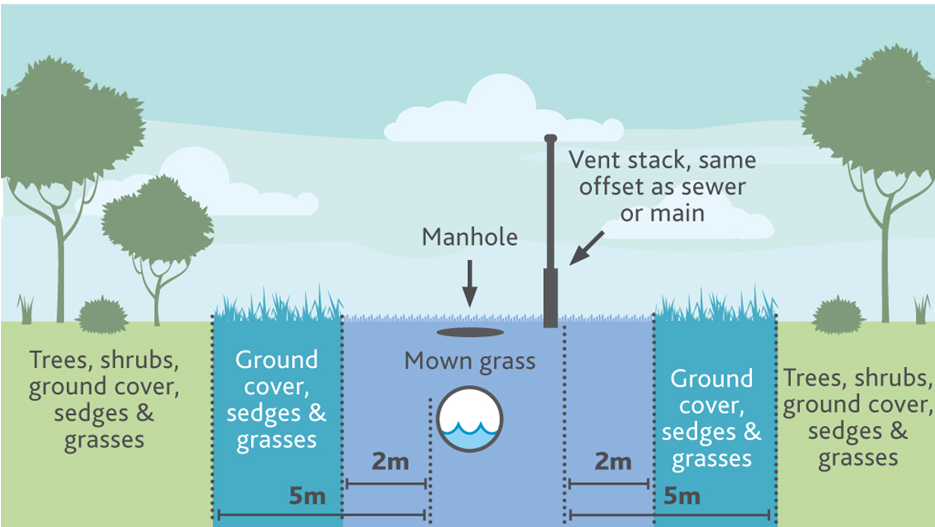 Vent stack, same
offset as sewer
or main
Manhole
Mown grass
Trees, shrubs,
ground cover,
sedges &
grasses
Ground
cover,
sedges &
grasses
Ground
cover,
sedges &
grasses
Trees, shrubs,
ground cover,
sedges &
grasses
2m
2m
5m
5m